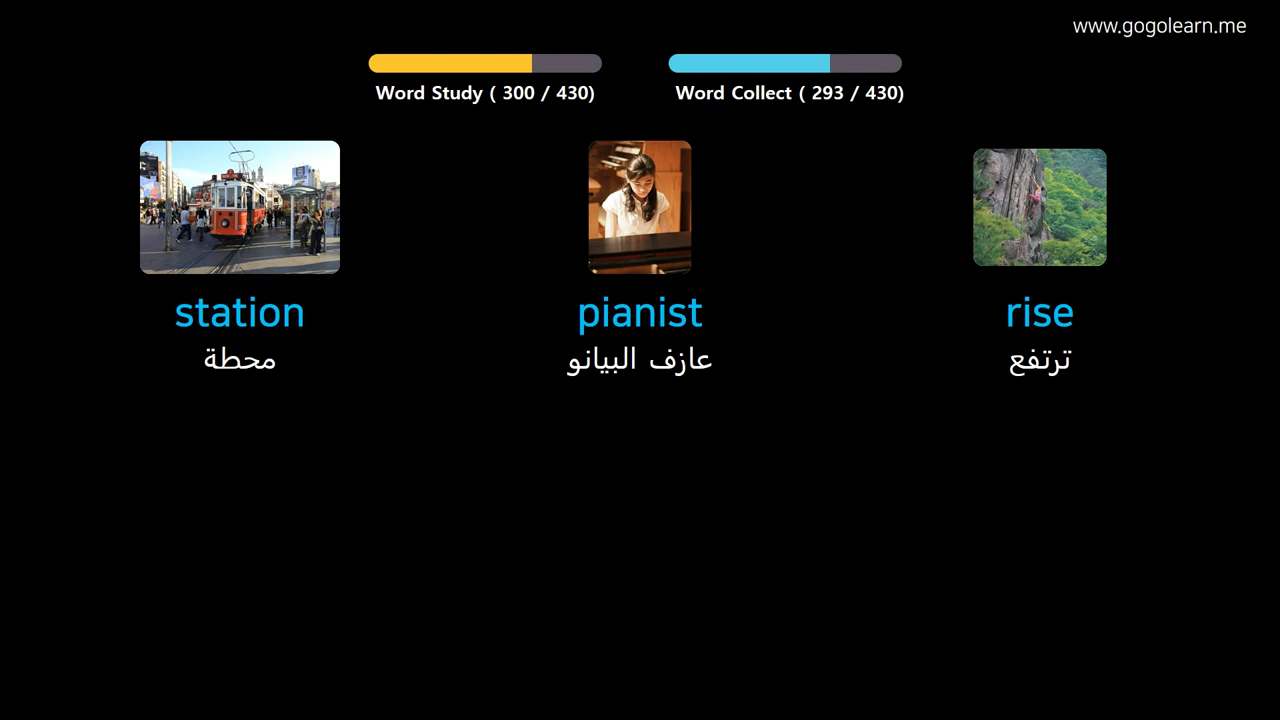 www.gogolearn.me
Word Study ( 300 / 430)
Word Collect ( 293 / 430)
station
محطة
pianist
عازف البيانو
rise
ترتفع